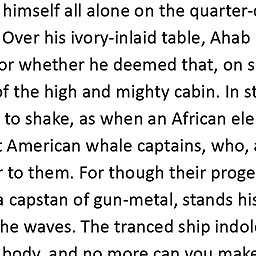 himself all alone on the quarter-
Over his ivory-inlaid table, Ahab
or whether he deemed that, on s
of the high and mighty cabin. In st
to shake, as when an African ele
American whale captains, who, a
to them. For though their proge
a capstan of gun-metal, stands his
he waves. The tranced ship indol
body, and no more can you make